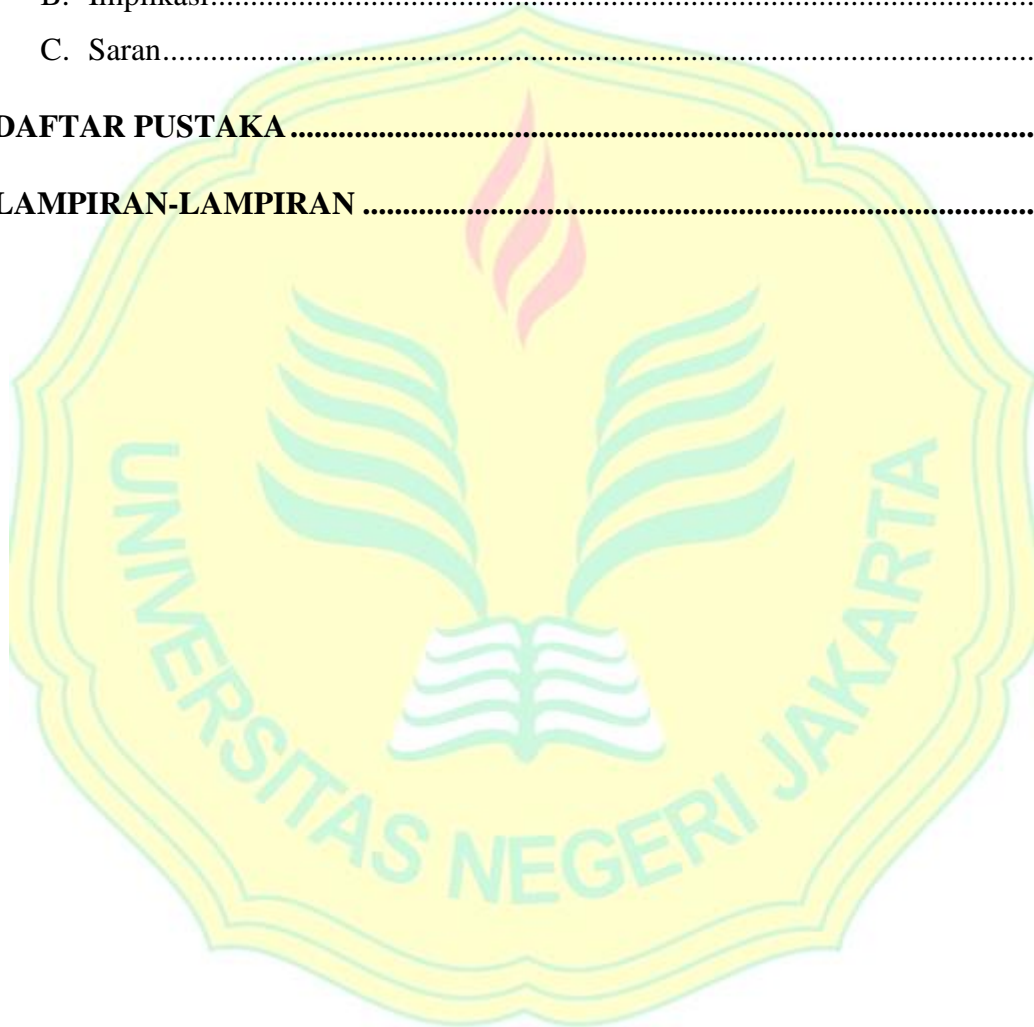 B. Implikasi..........................................................................................................
C. Saran................................................................................................................
DAFTAR PUSTAKA..........................................................................................
LAMPIRAN-LAMPIRAN ................................................................................
UNIVERSITAS NEGERI JAKARTA